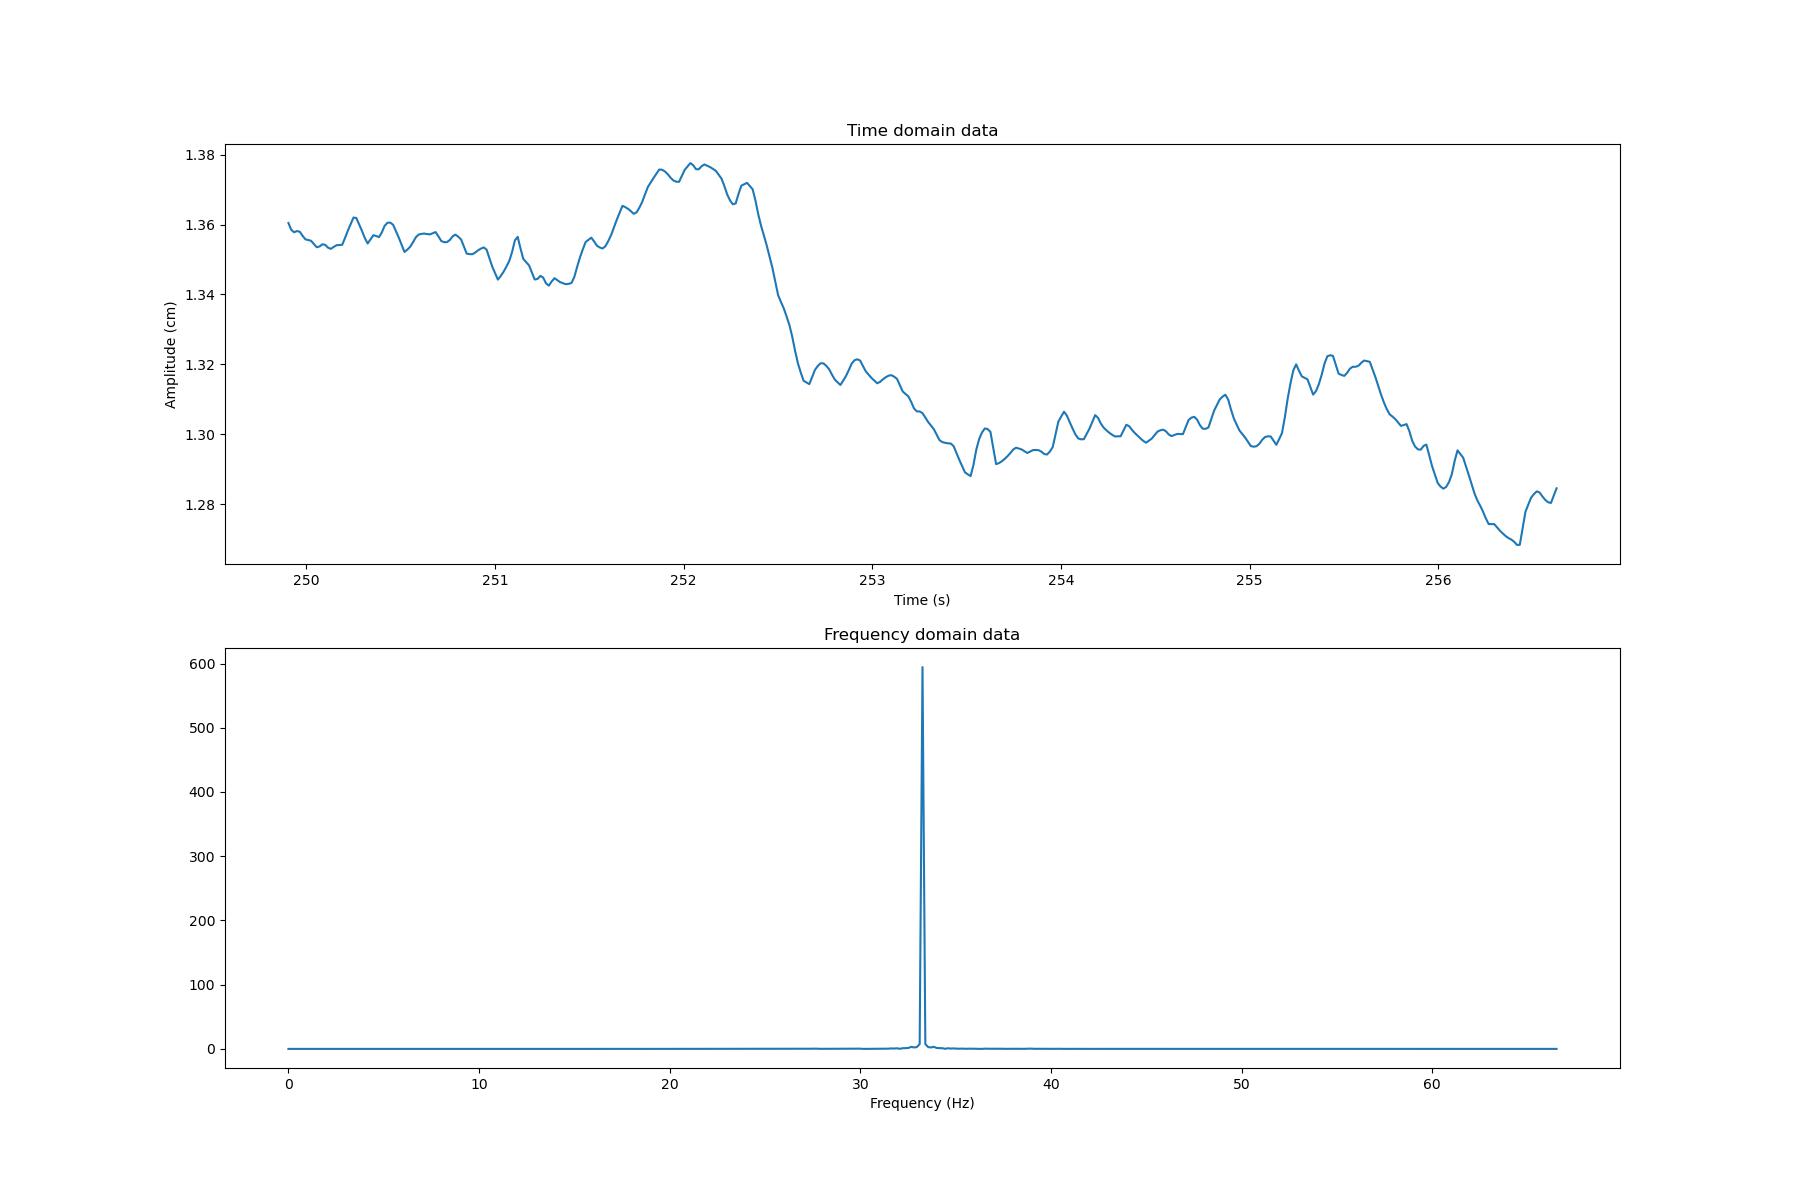 Time domain data
1.38
1.36
1.34
1.32
1.30
1.28
Amplitude (cm)
250 251 252 253 254 255 256
Time (s)
Frequency domain data
600
500
400
300
200
100
0
0 10 20 30 40 50 60
Frequency (Hz)